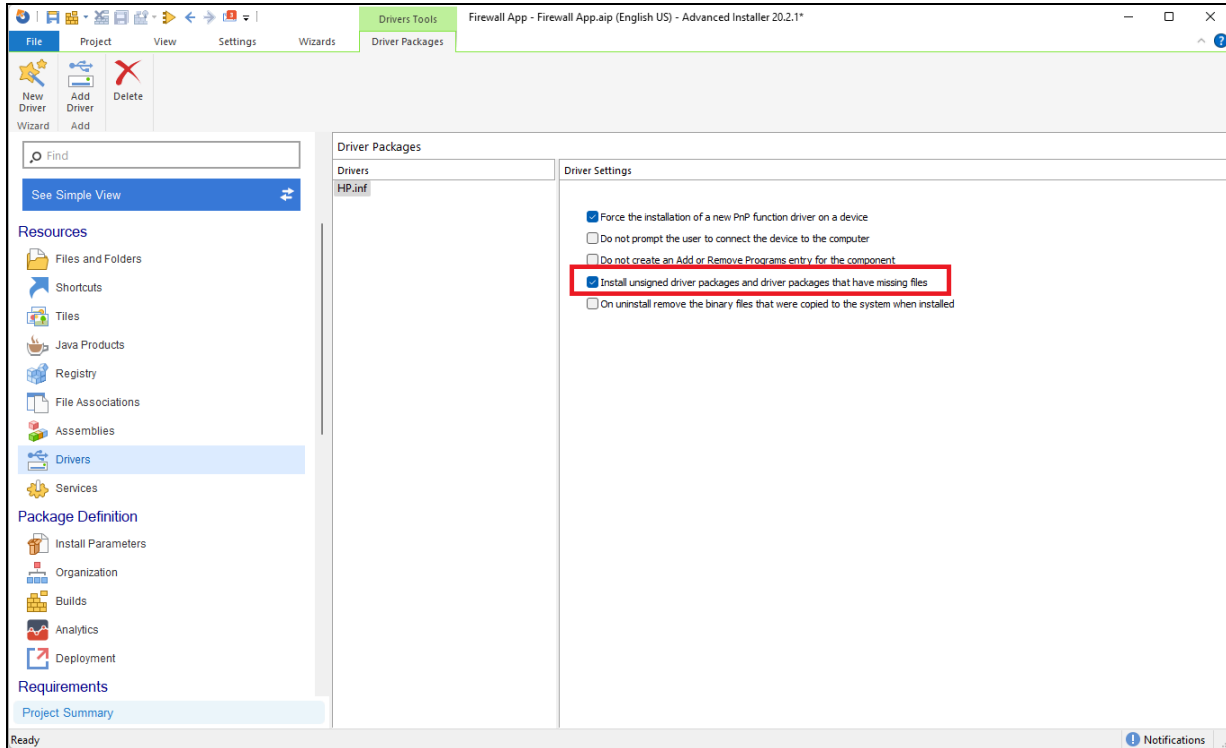 Drivers Tools
Firewall App - Firewall App.aip (English US) - Advanced Installer 20.2.1*
File Project View Settings Wizards Driver Packages
New Driver
Add Driver
Delete
Wizard
Add
Find
See Simple View
Resources
Files and Folders
Shortcuts
Tiles
Java Products
Registry
File Associations
Assemblies
Drivers
Services
Package Definition
Install Parameters
Organization
Builds
Analytics
Deployment
Requirements
Project Summary
Driver Packages
Drivers
HP.inf
Driver Settings
Force the installation of a new PnP function driver on a device
Do not prompt the user to connect the device to the computer
Do not create an Add or Remove Programs entry for the component
Install unsigned driver packages and driver packages that have missing files
On uninstall remove the binary files that were copied to the system when installed
Ready
Notifications